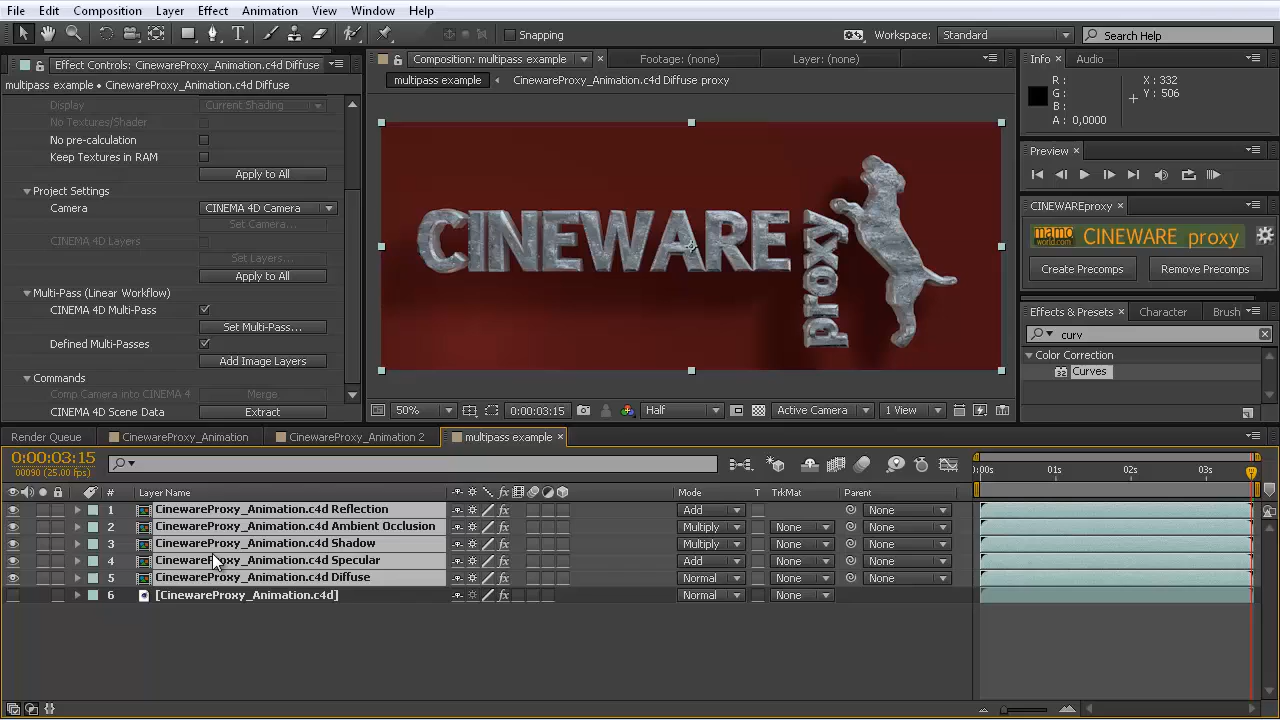 File Edit Composition Layer Effect Animation View Window Help
Snapping Workspace: Standard Search Help
Effect Controls: CinewareProxy_Animation.c4d Diffuse
multipass example • CinewareProxy_Animation.c4d Diffuse
Display Current Shading
No Textures/Shader
No pre-calculation
Keep Textures in RAM
Apply to All
Project Settings
Camera CINEMA 4D Camera
Set Camera...
CINEMA 4D Layers
Set Layers...
Apply to All
Multi-Pass (Linear Workflow)
CINEMA 4D Multi-Pass
Set Multi-Pass...
Defined Multi-Passes
Add Image Layers
Commands
Comp Camera into CINEMA 4 Merge
CINEMA 4D Scene Data Extract
Composition: multipass example Footage: (none) Layer: (none)
multipass example CinewareProxy_Animation.c4d Diffuse proxy
CINEWARE
proxy
50% 0:00:03:15 Half Active Camera 1 View
Info Audio
R: X: 332
G: Y: 506
B:
A: 0,0000
Preview
CINEWAREproxy
mamo world.com CINEWARE proxy
Create Precomps Remove Precomps
Effects & Presets Character Brush
curv
Color Correction
32 Curves
Render Queue CinewareProxy_Animation CinewareProxy_Animation 2 multipass example
0:00:03:15
00090 (25.00 fps)
:00s 01s 02s 03s
# Layer Name fx Mode T TrkMat Parent
1 CinewareProxy_Animation.c4d Reflection fx Add None
2 CinewareProxy_Animation.c4d Ambient Occlusion fx Multiply None None
3 CinewareProxy_Animation.c4d Shadow fx Multiply None None
4 CinewareProxy_Animation.c4d Specular fx Add None None
5 CinewareProxy_Animation.c4d Diffuse fx Normal None None
6 [CinewareProxy_Animation.c4d] fx Normal None